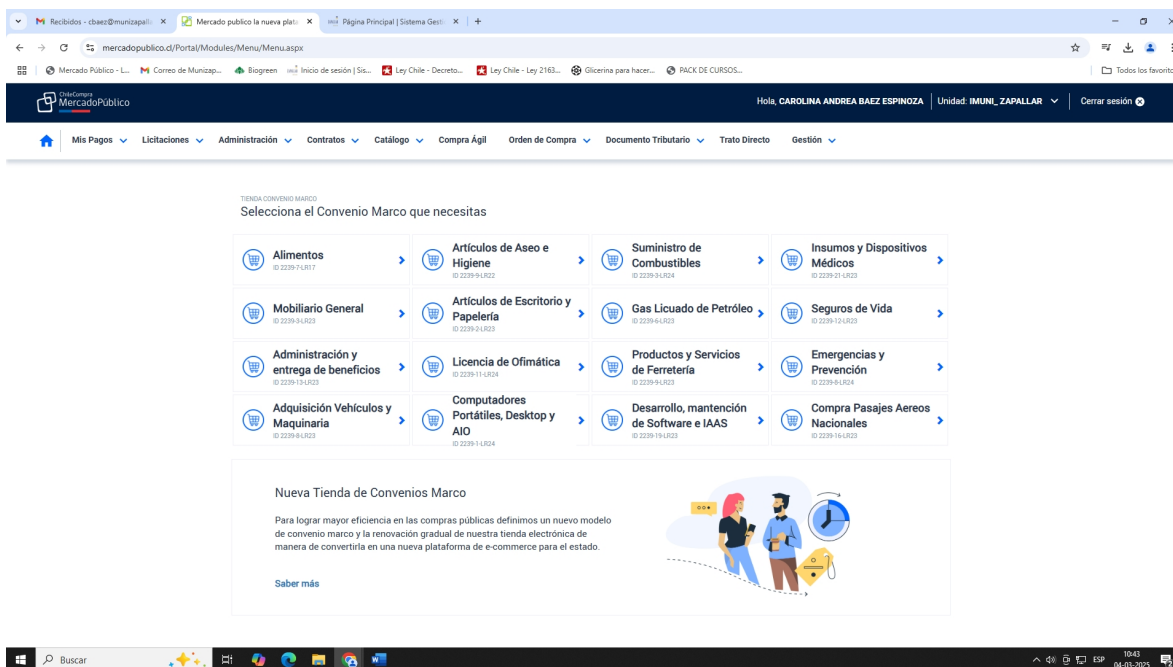 Recibidos - cbaez@munizapall
Mercado publico la nueva plata
Página Principal | Sistema Gesti
mercadopublico.cl/Portal/Modules/Menu/Menu.aspx
Mercado Público - L...
Correo de Munizap...
Biogreen
Inicio de sesión | Sis...
Ley Chile - Decreto...
Ley Chile - Ley 2163...
Glicerina para hacer...
PACK DE CURSOS...
Todos los favorito
ChileCompra
MercadoPúblico
Hola, CAROLINA ANDREA BAEZ ESPINOZA
Unidad: IMUNI_ ZAPALLAR
Cerrar sesión
Mis Pagos
Licitaciones
Administración
Contratos
Catálogo
Compra Ágil
Orden de Compra
Documento Tributario
Trato Directo
Gestión
TIENDA CONVENIO MARCO
Selecciona el Convenio Marco que necesitas
Alimentos
ID 2239-7-LR17
Artículos de Aseo e
Higiene
ID 2239-9-LR22
Suministro de
Combustibles
ID 2239-3-LR24
Insumos y Dispositivos
Médicos
ID 2239-21-LR23
Mobiliario General
ID 2239-3-LR23
Artículos de Escritorio y
Papelería
ID 2239-2-LR23
Gas Licuado de Petróleo
ID 2239-6-LR23
Seguros de Vida
ID 2239-12-LR23
Administración y
entrega de beneficios
ID 2239-13-LR23
Licencia de Ofimática
ID 2239-11-LR24
Productos y Servicios
de Ferretería
ID 2239-9-LR23
Emergencias y
Prevención
ID 2239-8-LR24
Adquisición Vehículos y
Maquinaria
ID 2239-8-LR23
Computadores
Portátiles, Desktop y
AIO
ID 2239-1-LR24
Desarrollo, mantención
de Software e IAAS
ID 2239-19-LR23
Compra Pasajes Aereos
Nacionales
ID 2239-16-LR23
Nueva Tienda de Convenios Marco
Para lograr mayor eficiencia en las compras públicas definimos un nuevo modelo
de convenio marco y la renovación gradual de nuestra tienda electrónica de
manera de convertirla en una nueva plataforma de e-commerce para el estado.
Saber más
Buscar
ESP
10:43
04-03-2025